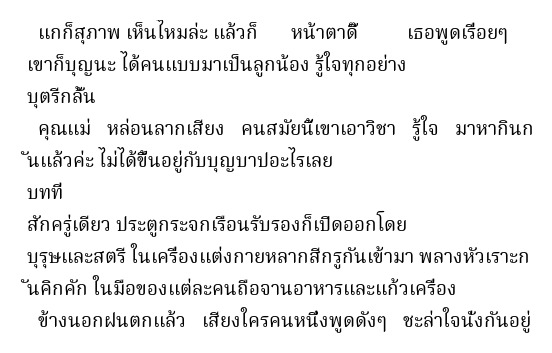 แกก็สุภาพ เห็นไหมล่ะ แล้วก็ หน้าตาดี เธอพูดเรื่อยๆ
เขาก็บุญนะ ได้คนแบบมาเป็นลูกน้อง รู้ใจทุกอย่าง
บุตรีกลั้น
คุณแม่ หล่อนลากเสียง คนสมัยนี้เขาเอาวิชา รู้ใจ มาหากินก
ันแล้วค่ะ ไม่ได้ขึ้นอยู่กับบุญบาปอะไรเลย
บทที่
สักครู่เดียว ประตูกระจกเรือนรับรองก็เปิดออกโดย
บุรุษและสตรี ในเครื่องแต่งกายหลากสีกรูกันเข้ามา พลางหัวเราะก
ันคิกคัก ในมือของแต่ละคนถือจานอาหารและแก้วเครื่อง
ข้างนอกฝนตกแล้ว เสียงใครคนหนึ่งพูดดังๆ ชะล่าใจนั่งกันอยู่